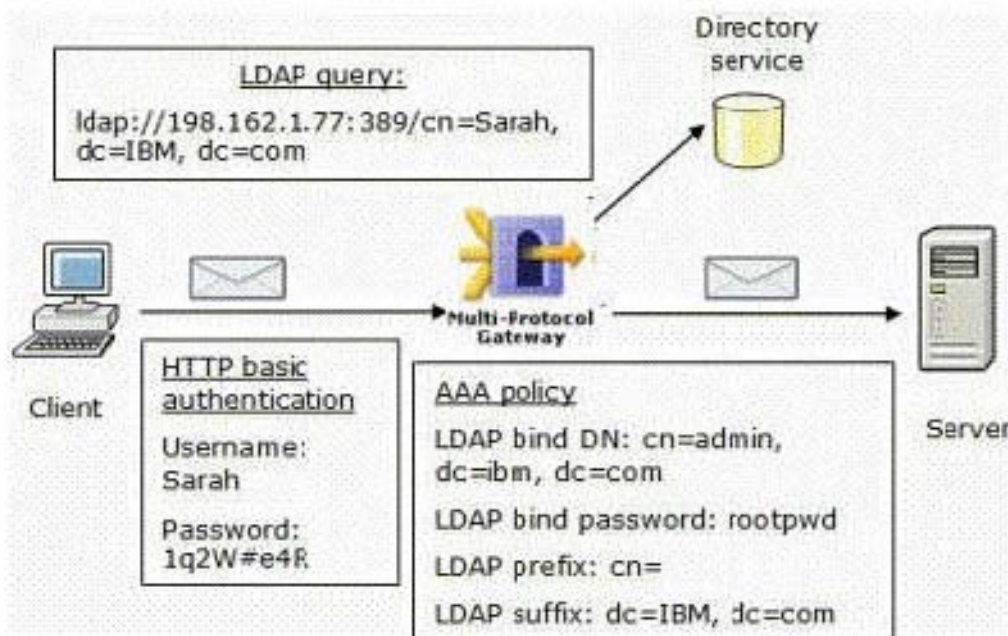 Directory
service
LDAP query:
ldap://198.162.1.77:389/cn=Sarah,
dc=IBM, dc=com
Multi-Protocol
Gateway
Client
HTTP basic
authentication
Username:
Sarah
Password:
1q2W#e4R
AAA policy
LDAP bind DN: cn=admin,
dc=ibm, dc=com
LDAP bind password: rootpwd
LDAP prefix: cn=
LDAP suffix: dc=IBM, dc=com
Server